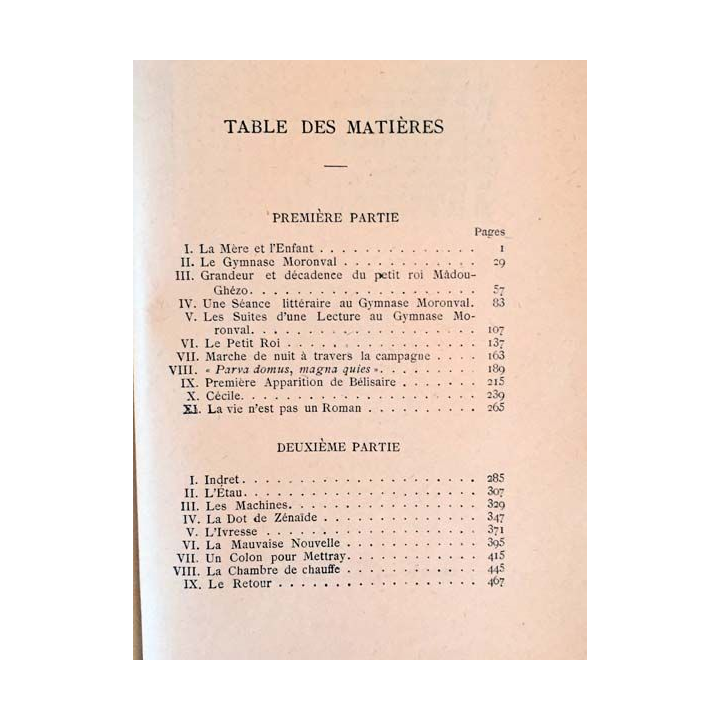 TABLE DES MATIÈRES
PREMIÈRE PARTIE
Pages
I. La Mère et l'Enfant . . . . . . . . . . . . . . 1
II. Le Gymnase Moronval . . . . . . . . . . . . 29
III. Grandeur et décadence du petit roi Mâdou-
Ghézo. . . . . . . . . . . . . . . . . . . . 57
IV. Une Séance littéraire au Gymnase Moronval. 83
V. Les Suites d'une Lecture au Gymnase Mo-
ronval. . . . . . . . . . . . . . . . . . . . 107
VI. Le Petit Roi . . . . . . . . . . . . . . . . . 137
VII. Marche de nuit à travers la campagne . . . . 163
VIII. « Parva domus, magna quies ». . . . . . . . 189
IX. Première Apparition de Bélisaire . . . . . . . 215
X. Cécile. . . . . . . . . . . . . . . . . . . . . 239
XI. La vie n'est pas un Roman . . . . . . . . . . 265
DEUXIÈME PARTIE
I. Indret . . . . . . . . . . . . . . . . . . . . . 285
II. L'Étau. . . . . . . . . . . . . . . . . . . . . 307
III. Les Machines. . . . . . . . . . . . . . . . . 329
IV. La Dot de Zénaïde . . . . . . . . . . . . . . 347
V. L'Ivresse . . . . . . . . . . . . . . . . . . . 371
VI. La Mauvaise Nouvelle . . . . . . . . . . . . 395
VII. Un Colon pour Mettray. . . . . . . . . . . . 415
VIII. La Chambre de chauffe . . . . . . . . . . . . 445
IX. Le Retour . . . . . . . . . . . . . . . . . . 467